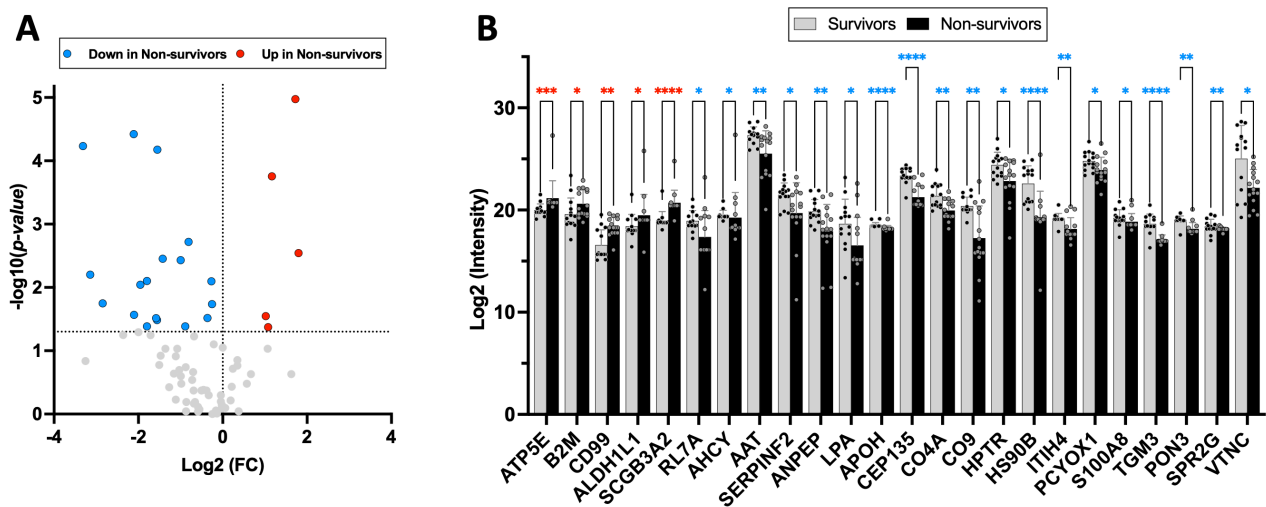 A
Down in Non-survivors
Up in Non-survivors
-log10(p-value)
5
4
3
2
1
0
-4
-2
0
2
4
Log2 (FC)
B
Survivors
Non-survivors
*** * ** * **** * * ** * ** * **** **** ** ** * **** ** * * **** ** ** *
Log2 (Intensity)
30
20
10
0
ATP5E
B2M
CD99
ALDH1L1
SCGB3A2
RL7A
AHCY
AAT
SERPINF2
ANPEP
LPA
APOH
CEP135
CO4A
CO9
HPTR
HS90B
ITIH4
PCYOX1
S100A8
TGM3
PON3
SPR2G
VTNC